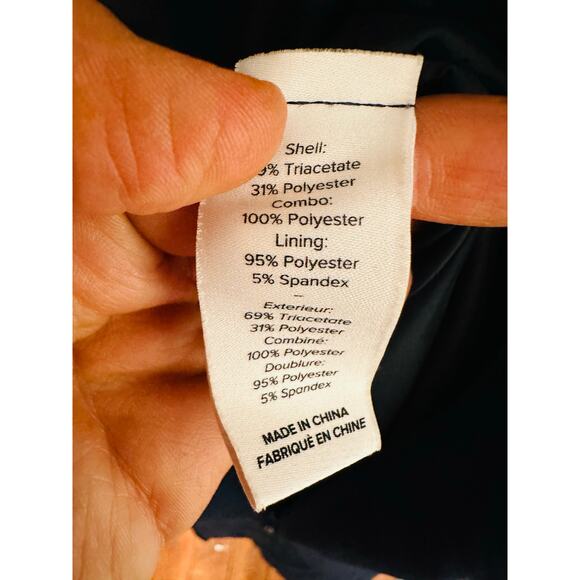 Shell:
9% Triacetate
31% Polyester
Combo:
100% Polyester
Lining:
95% Polyester
5% Spandex
–
Exterieur:
69% Triacetate
31% Polyester
Combiné:
100% Polyester
Doublure:
95% Polyester
5% Spandex
MADE IN CHINA
FABRIQUÉ EN CHINE